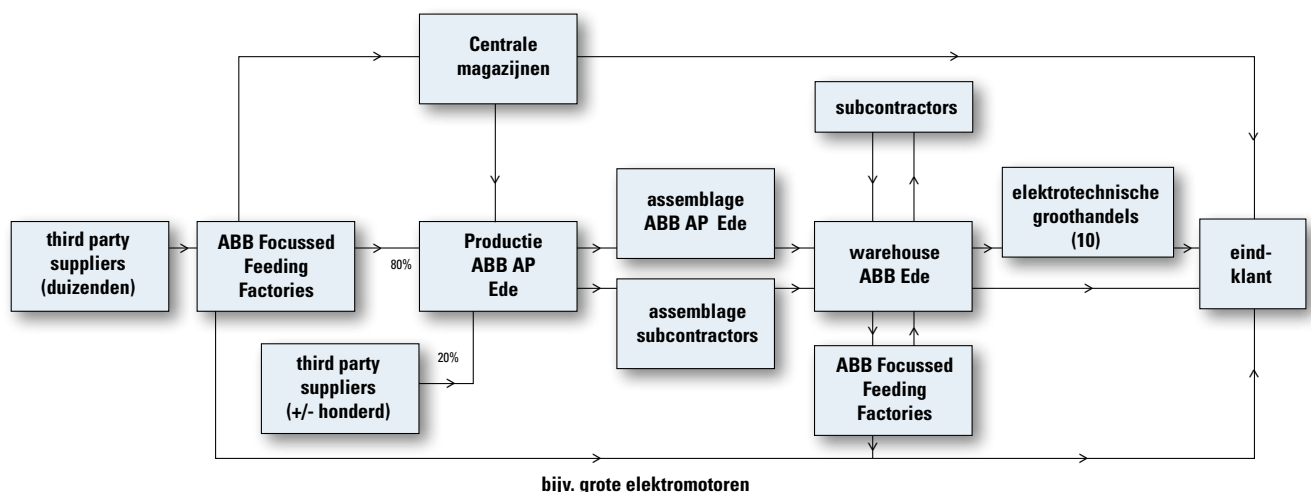 Centrale
magazijnen
subcontractors
third party
suppliers
(duizenden)
ABB Focussed
Feeding
Factories
80%
Productie
ABB AP
Ede
assemblage
ABB AP Ede
assemblage
subcontractors
warehouse
ABB Ede
elektrotechnische
groothandels
(10)
eind-
klant
third party
suppliers
(+/- honderd)
20%
ABB Focussed
Feeding
Factories
bijv. grote elektromotoren